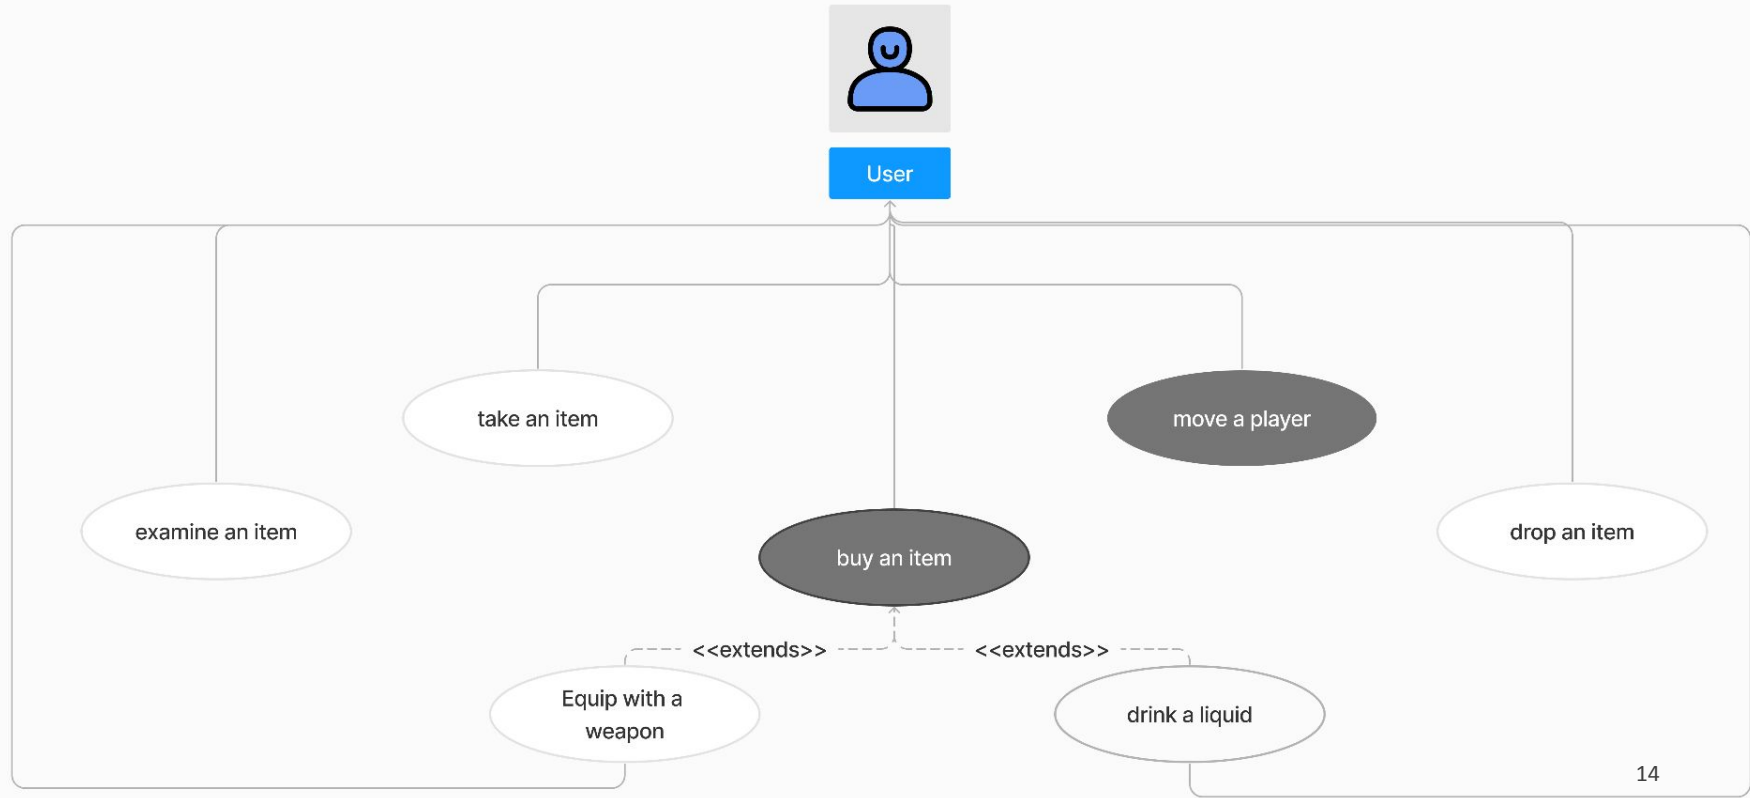 User
take an item
move a player
examine an item
drop an item
buy an item
<<extends>>
<<extends>>
Equip with a
weapon
drink a liquid
14